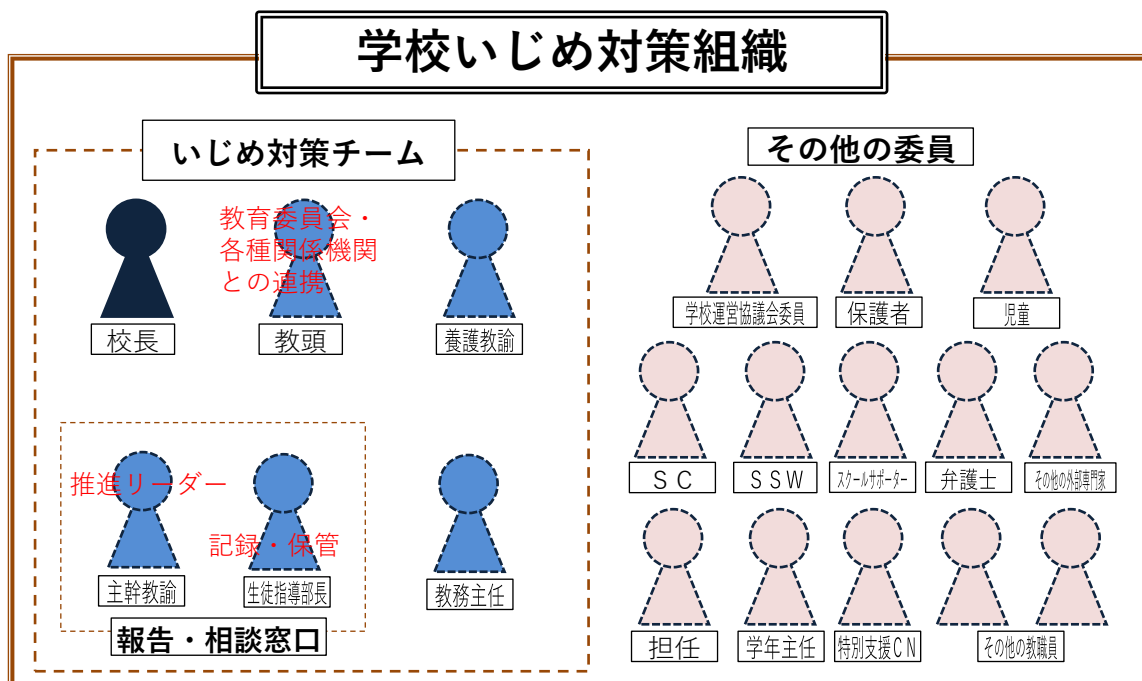 学校いじめ対策組織
いじめ対策チーム
教育委員会・
各種関係機関
との連携
校長
教頭
養護教諭
推進リーダー
記録・保管
主幹教諭
生徒指導部長
教務主任
報告・相談窓口
その他の委員
学校運営協議会委員
保護者
児童
ＳＣ
ＳＳＷ
スクールサポーター
弁護士
その他の外部専門家
担任
学年主任
特別支援ＣＮ
その他の教職員